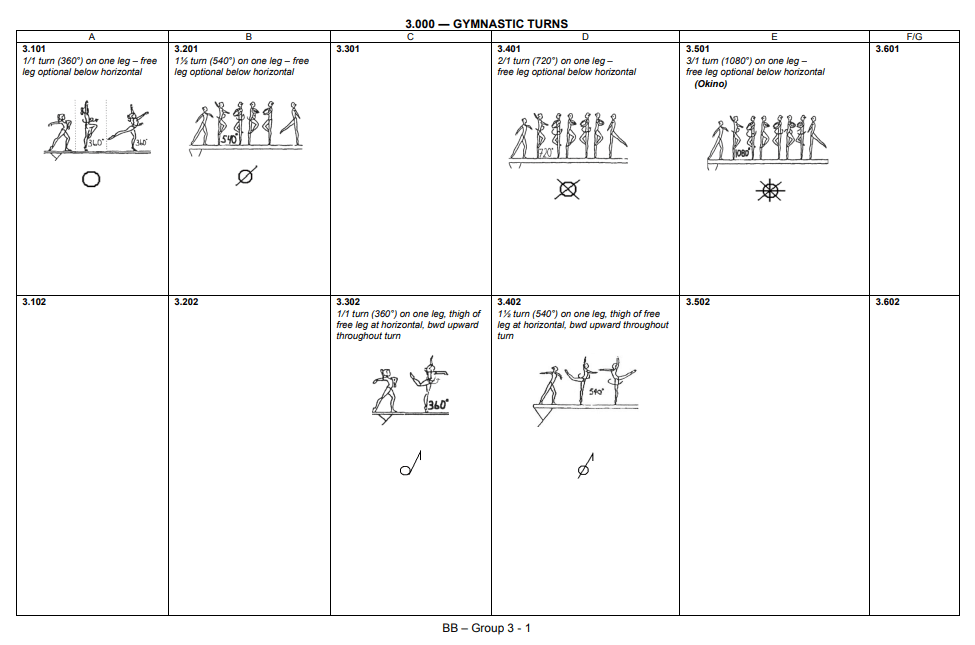 3.000 — GYMNASTIC TURNS
A
B
C
D
E
F/G
3.101
1/1 turn (360°) on one leg – free
leg optional below horizontal
360°
360°
3.201
1½ turn (540°) on one leg – free
leg optional below horizontal
540°
3.301
3.401
2/1 turn (720°) on one leg –
free leg optional below horizontal
720°
3.501
3/1 turn (1080°) on one leg –
free leg optional below horizontal
(Okino)
1080°
3.601
3.102
3.202
3.302
1/1 turn (360°) on one leg, thigh of
free leg at horizontal, bwd upward
throughout turn
360°
3.402
1½ turn (540°) on one leg, thigh of free
leg at horizontal, bwd upward throughout
turn
540°
3.502
3.602
BB – Group 3 - 1